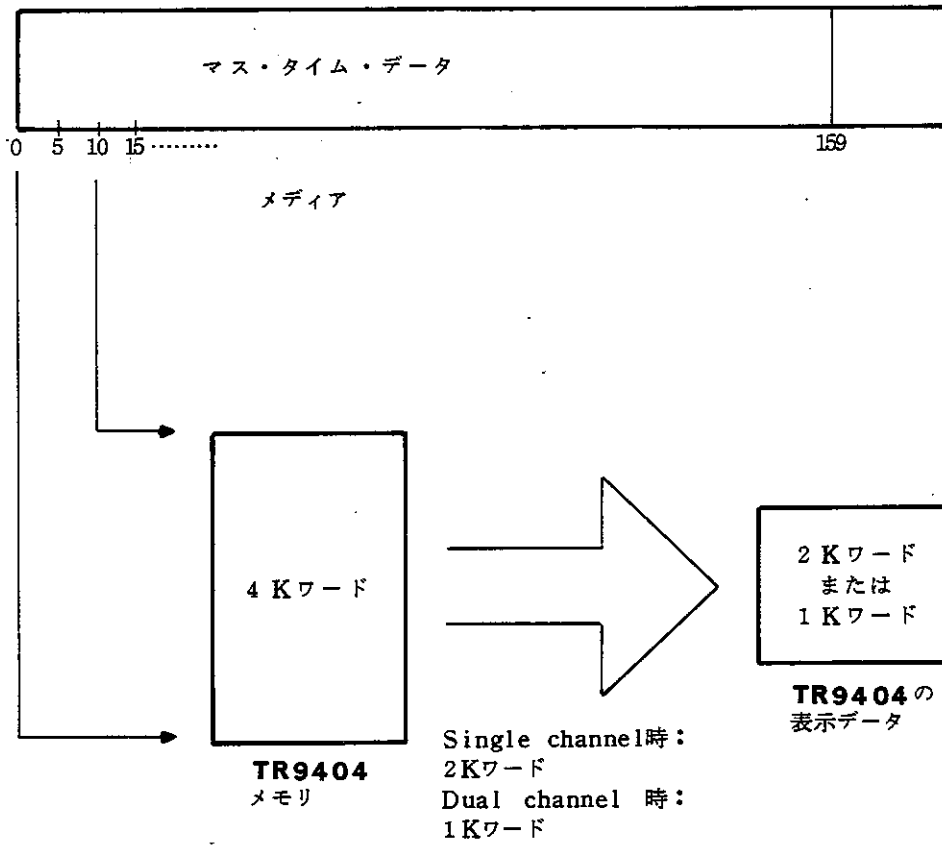 マス・タイム・データ
0 5 10 15 ‥‥‥‥ 159
メディア
4 Kワード
2 Kワード
または
1 Kワード
TR9404の
表示データ
TR9404
メモリ
Single channel時：
2Kワード
Dual channel 時：
1Kワード